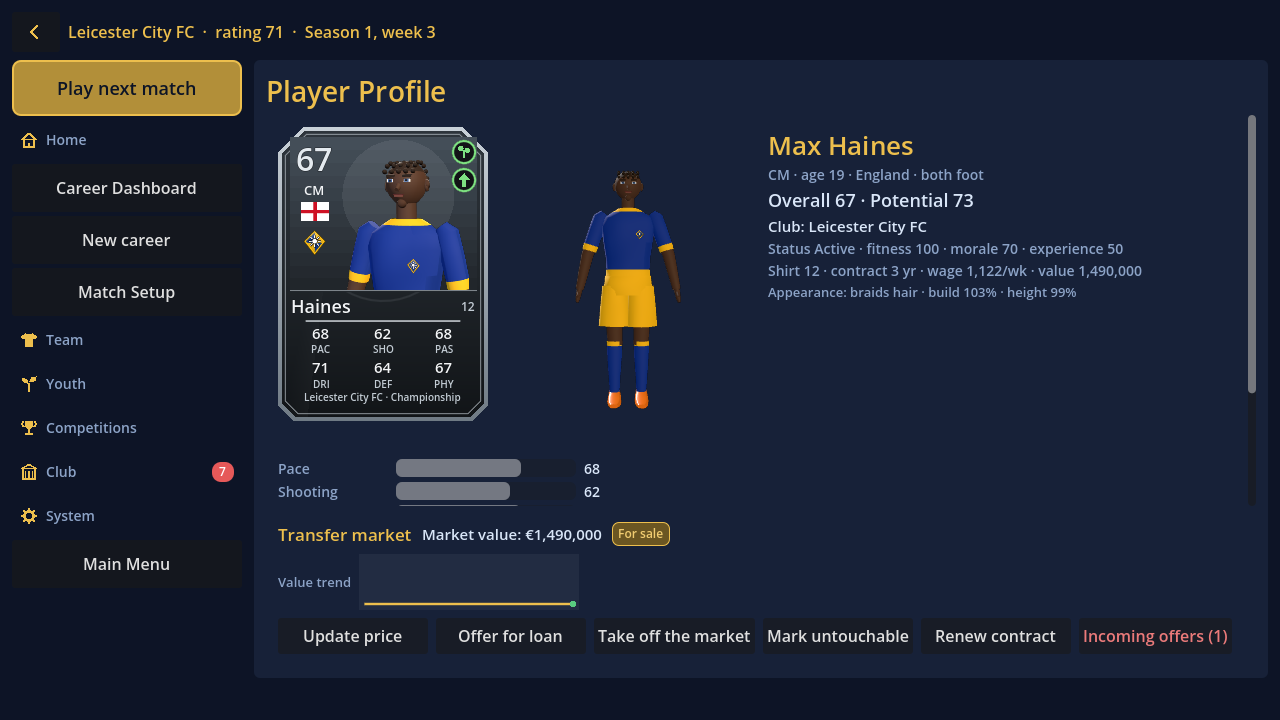 Leicester City FC · rating 71 · Season 1, week 3
Play next match
Home
Career Dashboard
New career
Match Setup
Team
Youth
Competitions
Club 7
System
Main Menu
Player Profile
67
CM
Haines 12
68 62 68
PAC SHO PAS
71 64 67
DRI DEF PHY
Leicester City FC · Championship
Max Haines
CM · age 19 · England · both foot
Overall 67 · Potential 73
Club: Leicester City FC
Status Active · fitness 100 · morale 70 · experience 50
Shirt 12 · contract 3 yr · wage 1,122/wk · value 1,490,000
Appearance: braids hair · build 103% · height 99%
Pace 68
Shooting 62
Transfer market Market value: €1,490,000 For sale
Value trend
Update price Offer for loan Take off the market Mark untouchable Renew contract Incoming offers (1)